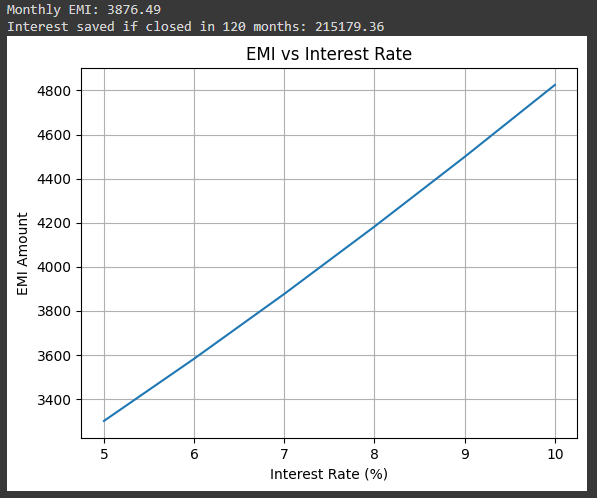 Monthly EMI: 3876.49
Interest saved if closed in 120 months: 215179.36
EMI vs Interest Rate
4800
4600
4400
4200
4000
3800
3600
3400
EMI Amount
5 6 7 8 9 10
Interest Rate (%)